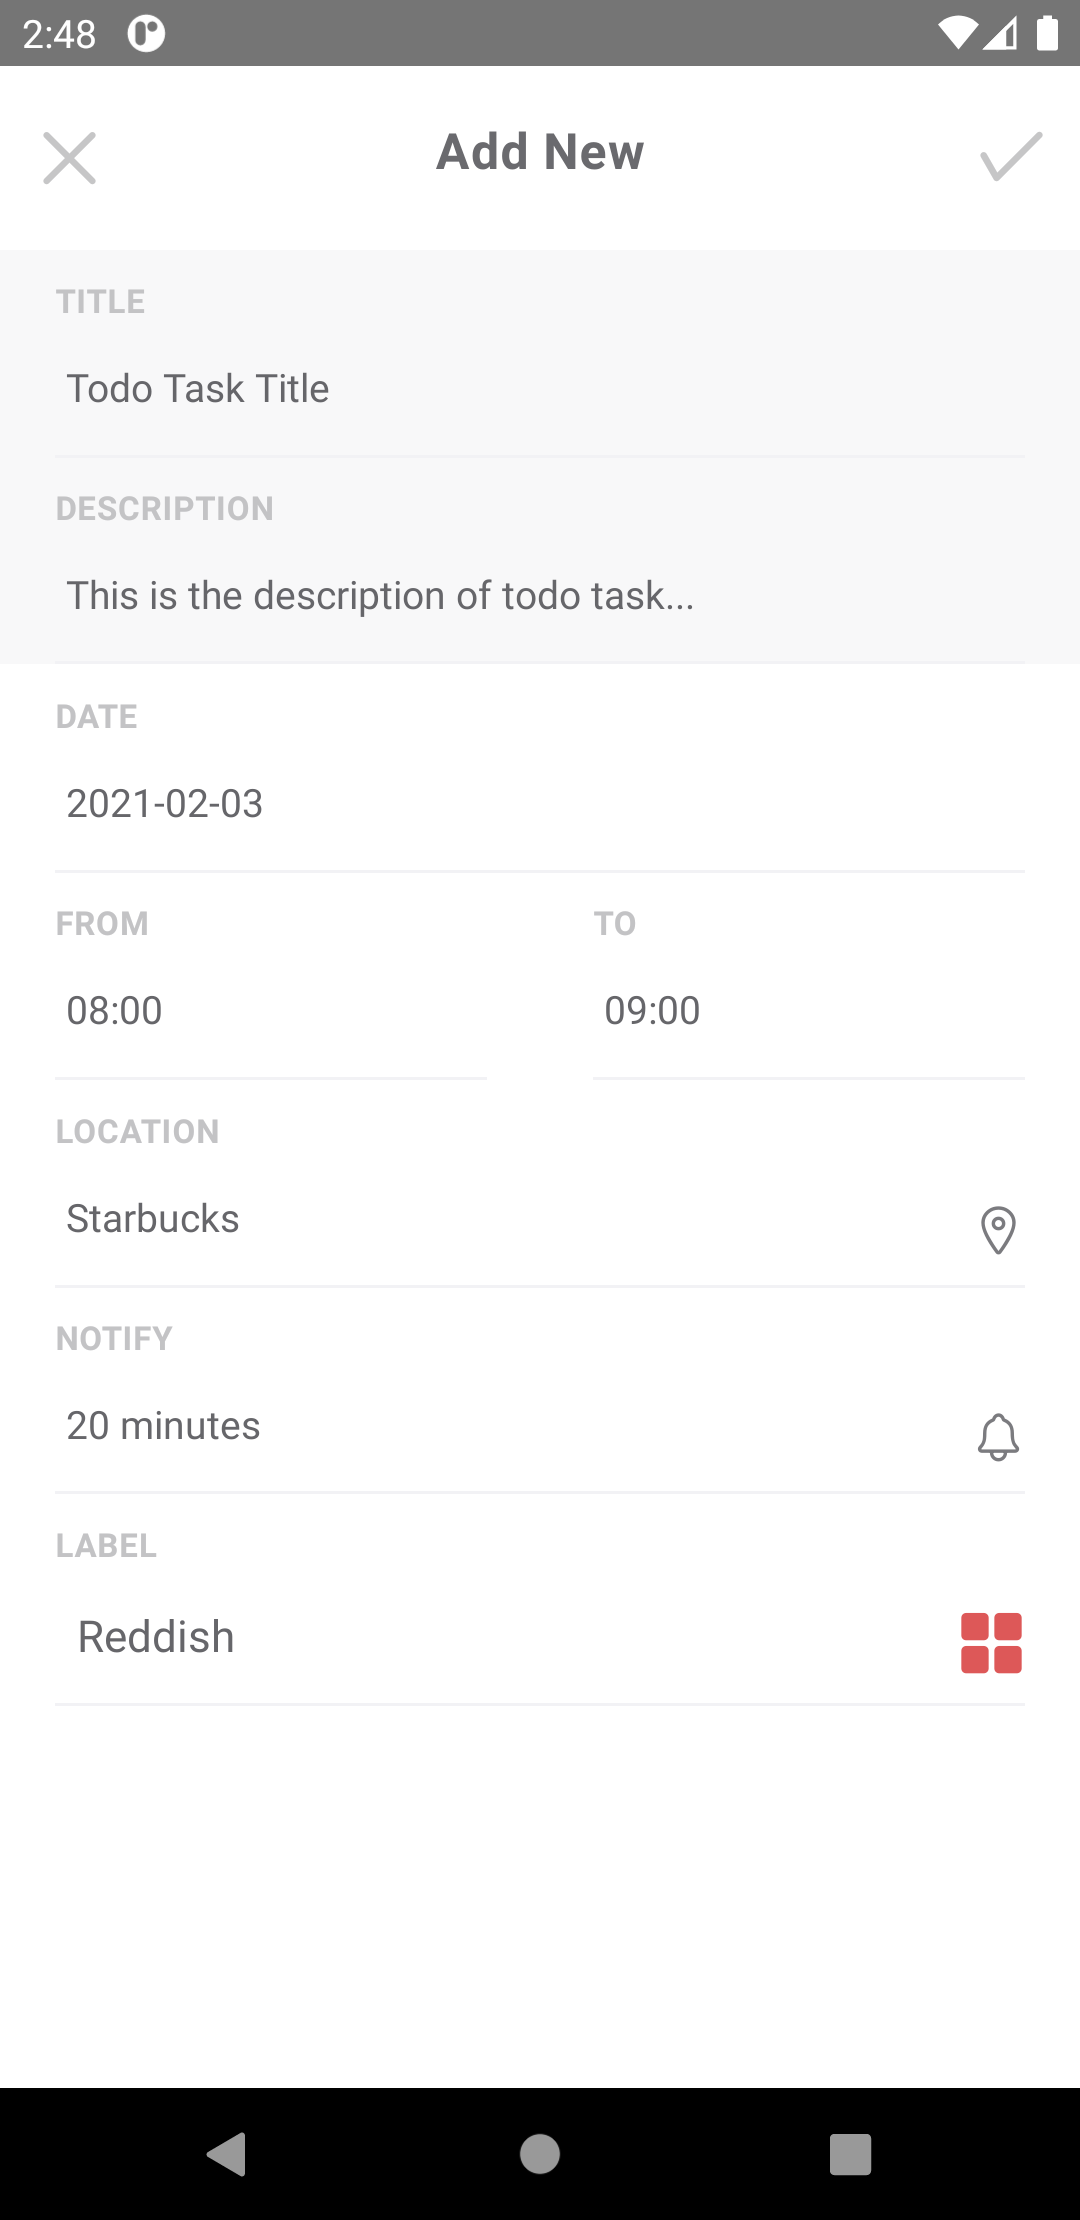 2:48
Add New
TITLE
Todo Task Title
DESCRIPTION
This is the description of todo task...
DATE
2021-02-03
FROM
TO
08:00
09:00
LOCATION
Starbucks
NOTIFY
20 minutes
LABEL
Reddish